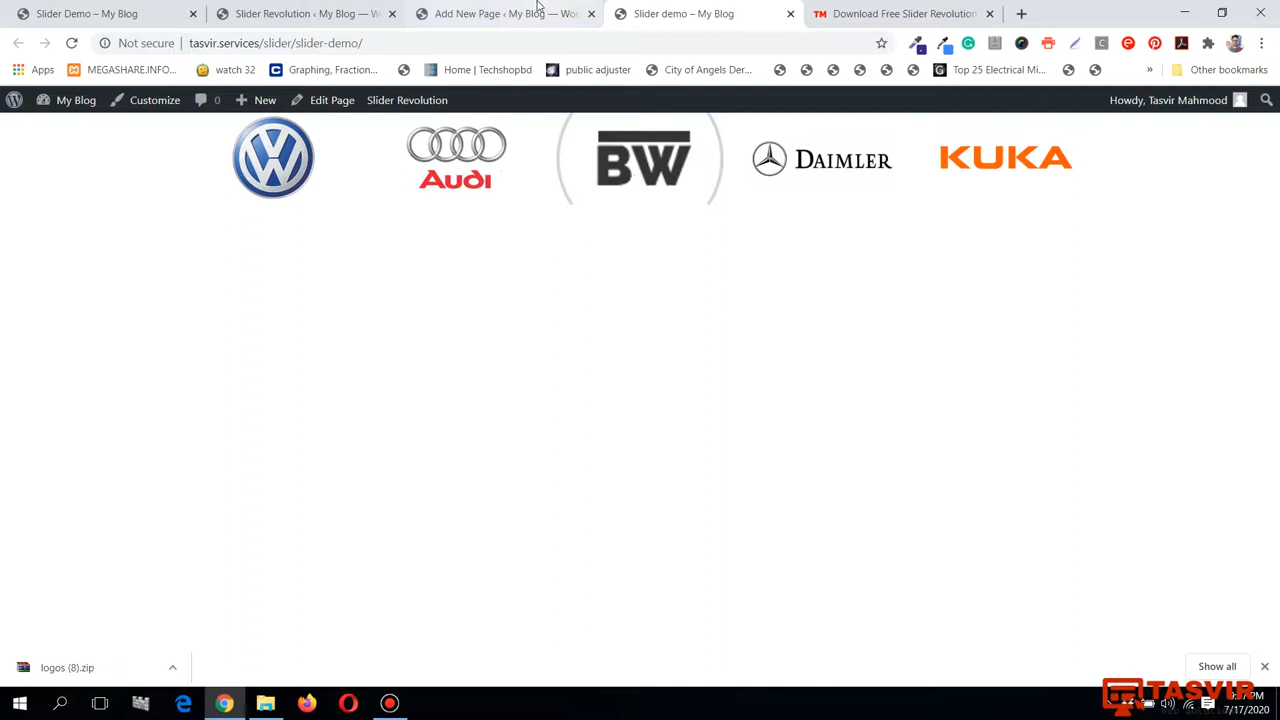 Slider Demo – My Blog
Slider Revolution ‹ My Blog — W
Add New Page ‹ My Blog — Wor
Slider demo – My Blog
TM Download Free Slider Revolution
Not secure tasvir.services/slider/slider-demo/
Apps
MEGASHARE.INFO...
watch 32
Graphing, Fraction...
Home | Techshopbd
public adjuster
City of Angels Der...
Top 25 Electrical Mi...
» Other bookmarks
My Blog
Customize
0
New
Edit Page
Slider Revolution
Howdy, Tasvir Mahmood
Audi
BW
DAIMLER
KUKA
logos (8).zip
Show all
TASVIR
7/17/2020